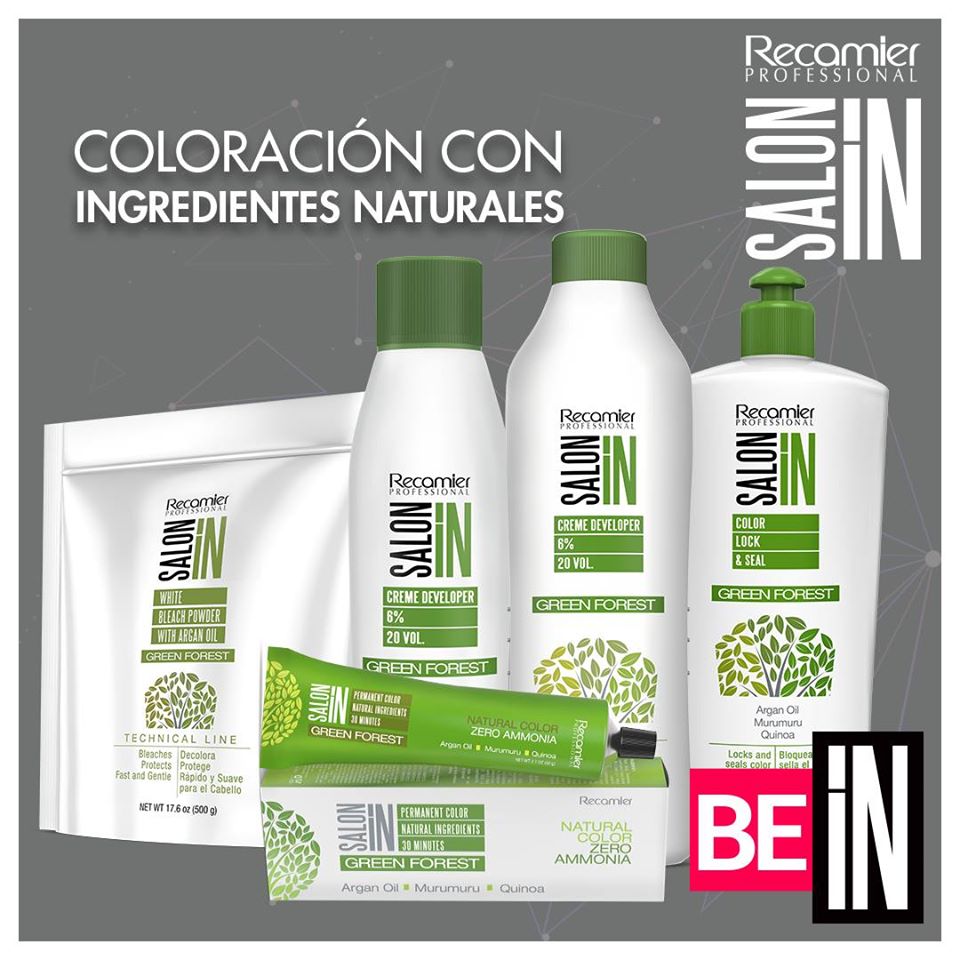 Recamier
PROFESSIONAL
SALON IN
COLORACIÓN CON
INGREDIENTES NATURALES
Recamier
PROFESSIONAL
SALON IN
WHITE
BLEACH POWDER
WITH ARGAN OIL
GREEN FOREST
TECHNICAL LINE
Bleaches
Protects
Fast and Gentle
Decolora
Protege
Rápido y Suave
para el Cabello
NET WT 17.6 oz (500 g)
Recamier
PROFESSIONAL
SALON IN
CREME DEVELOPER
6%
20 VOL.
GREEN FOREST
Recamier
PROFESSIONAL
SALON IN
CREME DEVELOPER
6%
20 VOL.
GREEN FOREST
Recamier
PROFESSIONAL
SALON IN
COLOR
LOCK
& SEAL
GREEN FOREST
Argan Oil
Murumuru
Quinoa
Locks and
seals color
Bloquea
sella el
SALON IN
PERMANENT COLOR
NATURAL INGREDIENTS
30 MINUTES
GREEN FOREST
NATURAL COLOR
ZERO AMMONIA
Argan Oil ■ Murumuru ■ Quinoa
Recamier
PROFESSIONAL
SALON IN
PERMANENT COLOR
NATURAL INGREDIENTS
30 MINUTES
GREEN FOREST
Argan Oil ■ Murumuru ■ Quinoa
Recamier
NATURAL
COLOR
ZERO
AMMONIA
BE IN